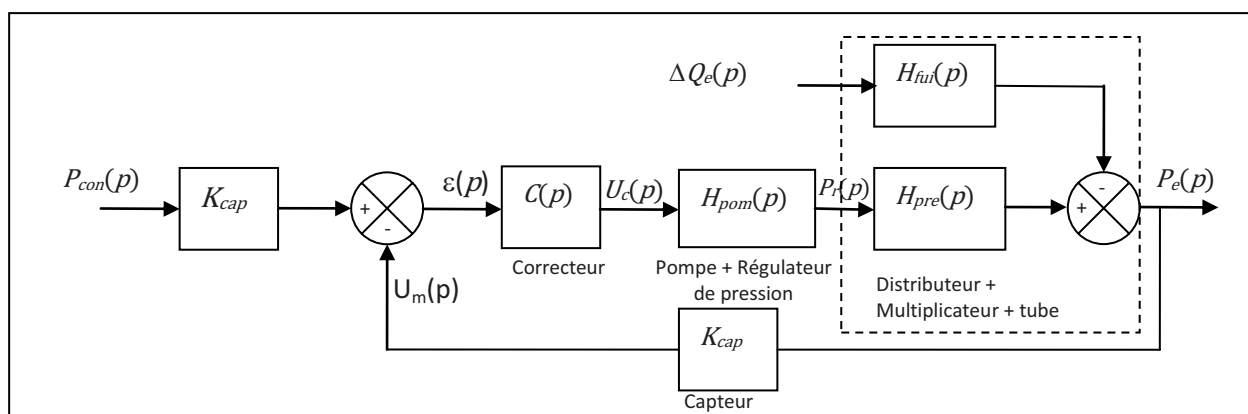 ΔQe(p)
Hfui(p)
Pcon(p)
Kcap
+
-
ε(p)
C(p)
Uc(p)
Hpom(p)
Pr(p)
Hpre(p)
-
+
Pe(p)
Correcteur
Pompe + Régulateur
de pression
Distributeur +
Multiplicateur + tube
Um(p)
Kcap
Capteur